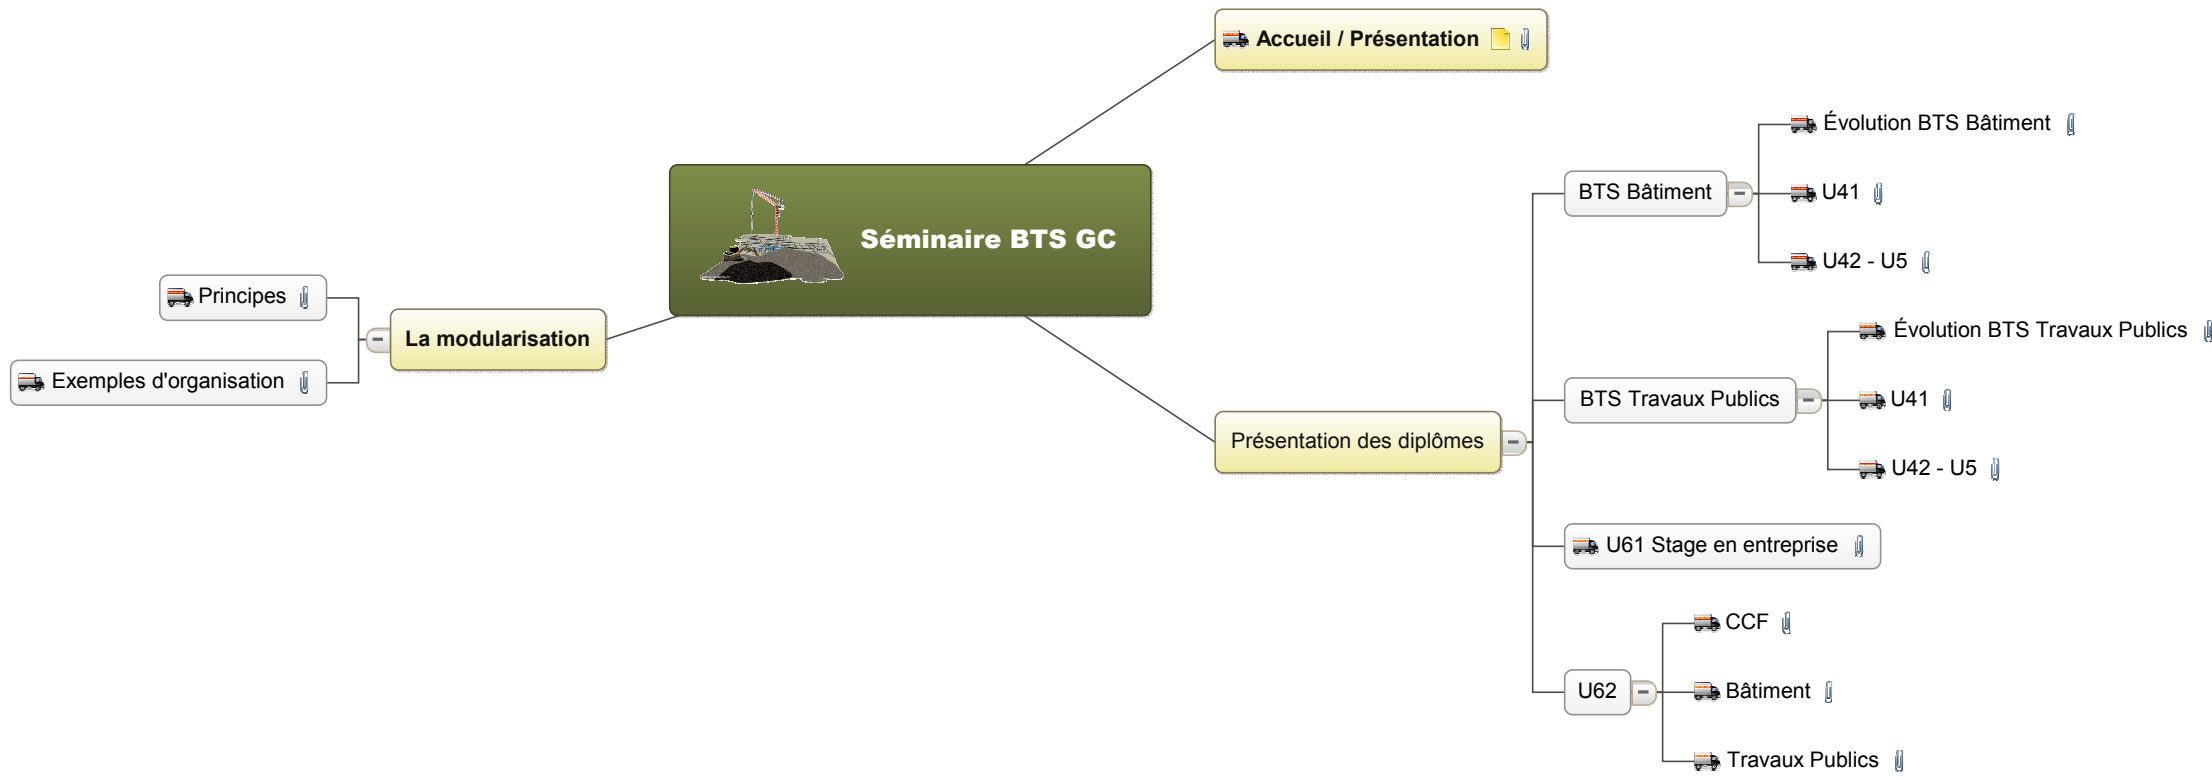 Accueil / Présentation
Évolution BTS Bâtiment
BTS Bâtiment
U41
U42 - U5
Séminaire BTS GC
Principes
La modularisation
Exemples d'organisation
Évolution BTS Travaux Publics
BTS Travaux Publics
U41
U42 - U5
Présentation des diplômes
U61 Stage en entreprise
CCF
U62
Bâtiment
Travaux Publics